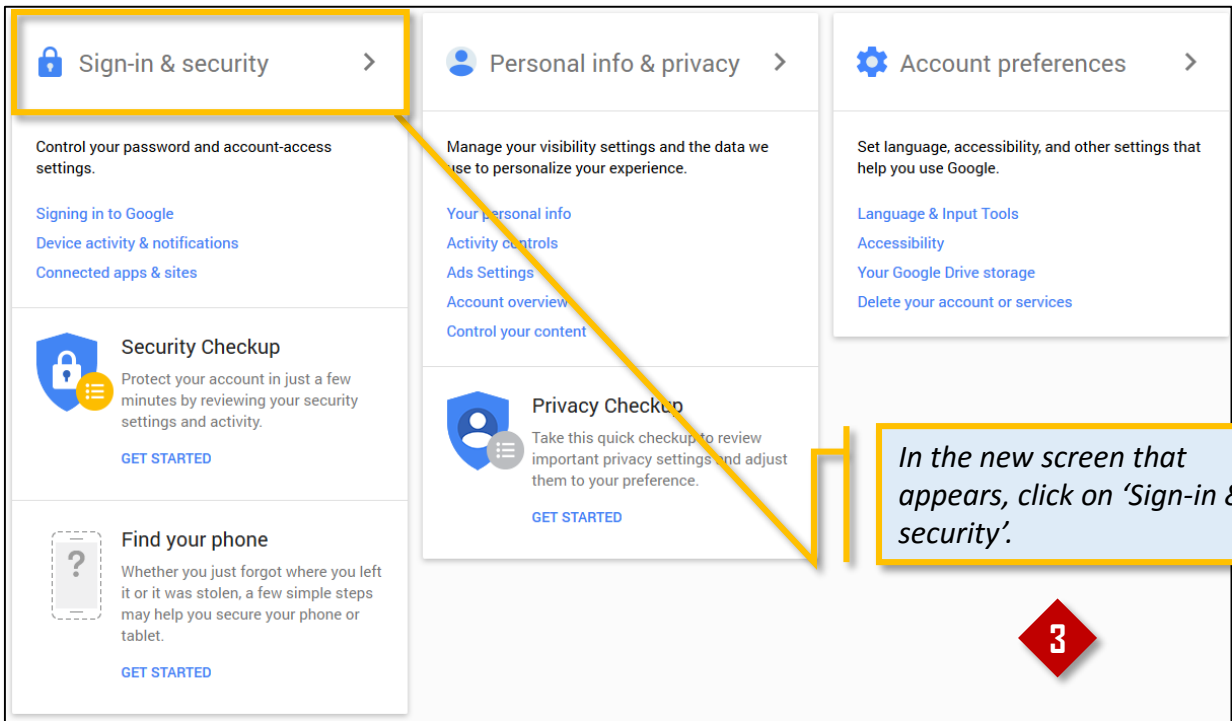 Sign-in & security
Control your password and account-access
settings.
Signing in to Google
Device activity & notifications
Connected apps & sites
Security Checkup
Protect your account in just a few
minutes by reviewing your security
settings and activity.
GET STARTED
Find your phone
Whether you just forgot where you left
it or it was stolen, a few simple steps
may help you secure your phone or
tablet.
GET STARTED
Personal info & privacy
Manage your visibility settings and the data we
use to personalize your experience.
Your personal info
Activity controls
Ads Settings
Account overview
Control your content
Privacy Checkup
Take this quick checkup to review
important privacy settings and adjust
them to your preference.
GET STARTED
Account preferences
Set language, accessibility, and other settings that
help you use Google.
Language & Input Tools
Accessibility
Your Google Drive storage
Delete your account or services
In the new screen that
appears, click on ‘Sign-in &
security’.
3